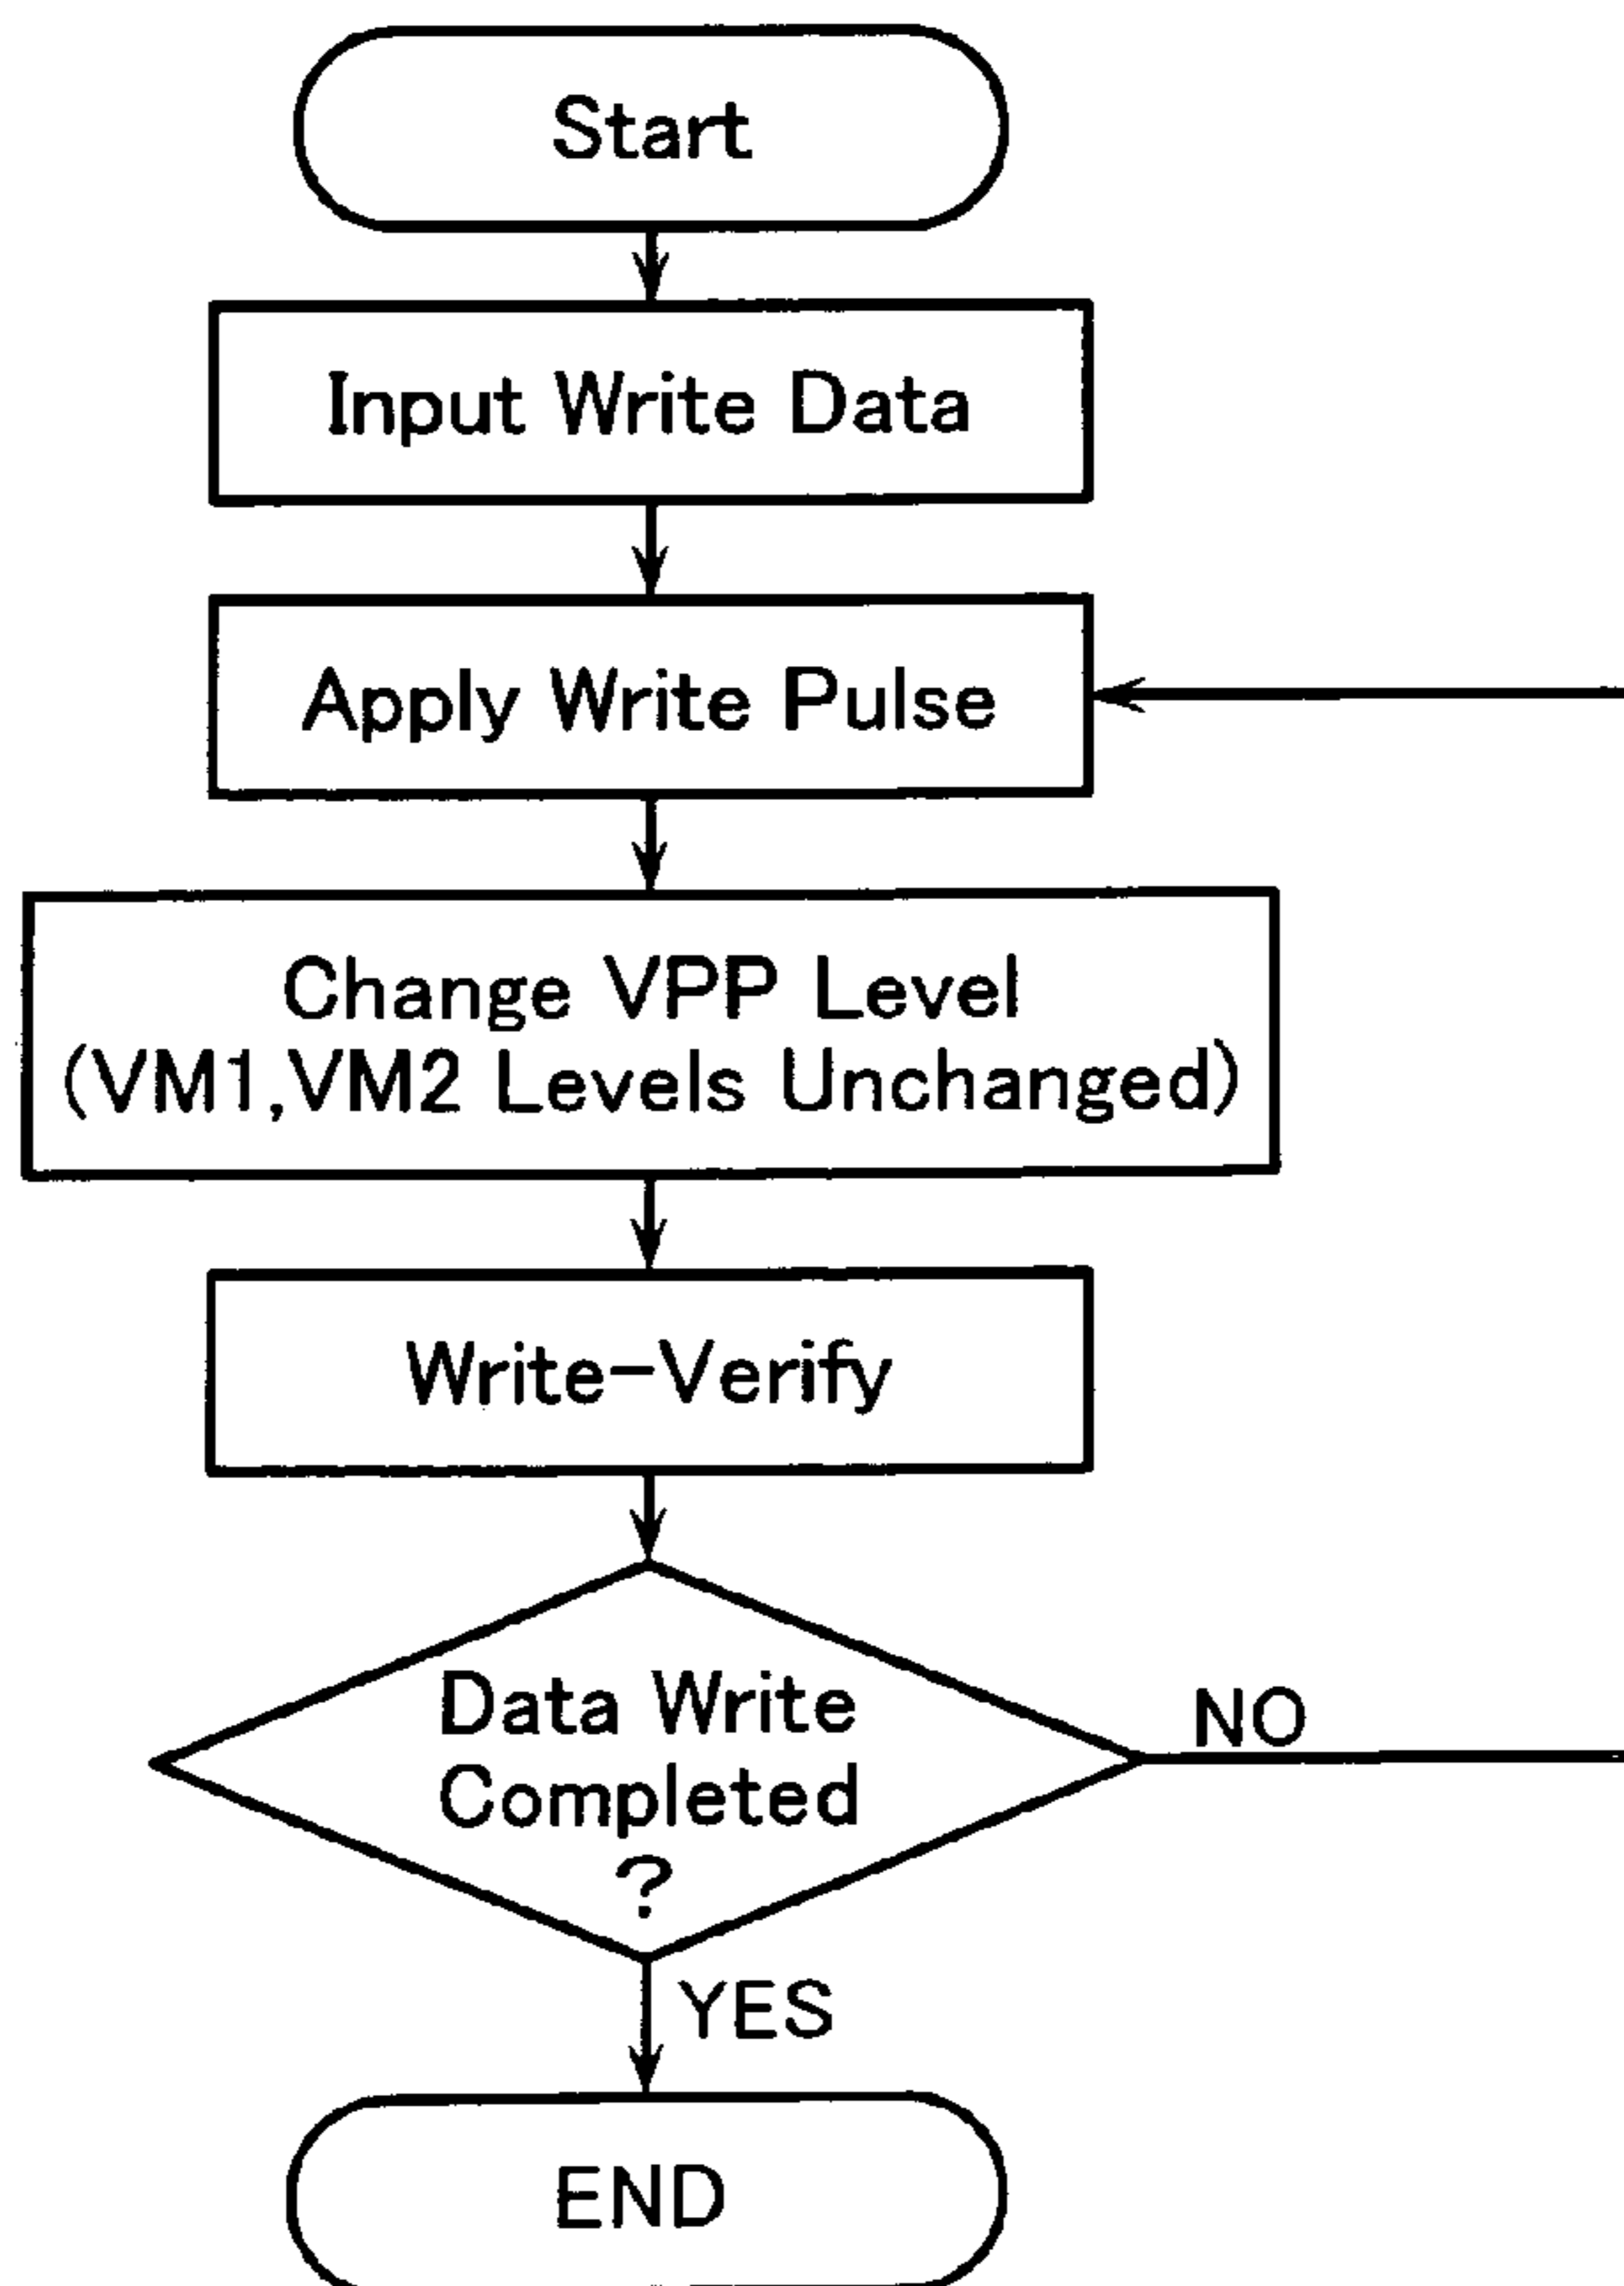 Start
Input Write Data
Apply Write Pulse
Change VPP Level
(VM1,VM2 Levels Unchanged)
Write-Verify
Data Write
Completed
?
NO
YES
END